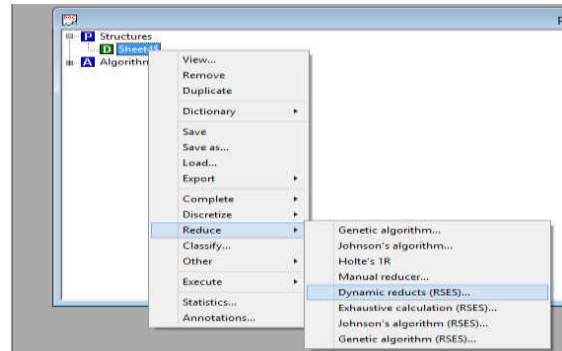 P Structures
D Sheet4$
A Algorithm
View...
Remove
Duplicate
Dictionary
Save
Save as...
Load...
Export
Complete
Discretize
Reduce
Classify...
Other
Execute
Statistics...
Annotations...
Genetic algorithm...
Johnson's algorithm...
Holte's 1R
Manual reducer...
Dynamic reducts (RSES)...
Exhaustive calculation (RSES)...
Johnson's algorithm (RSES)...
Genetic algorithm (RSES)...